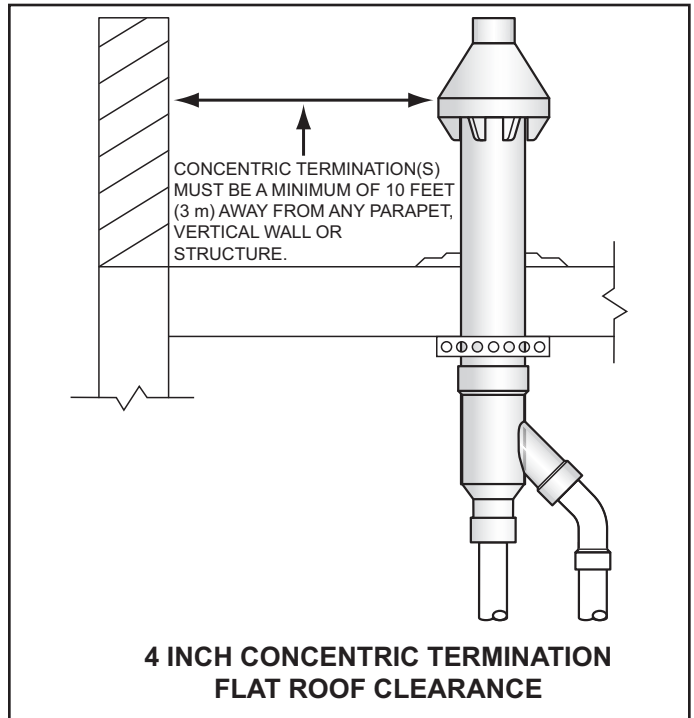 CONCENTRIC TERMINATION(S)
MUST BE A MINIMUM OF 10 FEET
(3 m) AWAY FROM ANY PARAPET,
VERTICAL WALL OR
STRUCTURE.
4 INCH CONCENTRIC TERMINATION
FLAT ROOF CLEARANCE